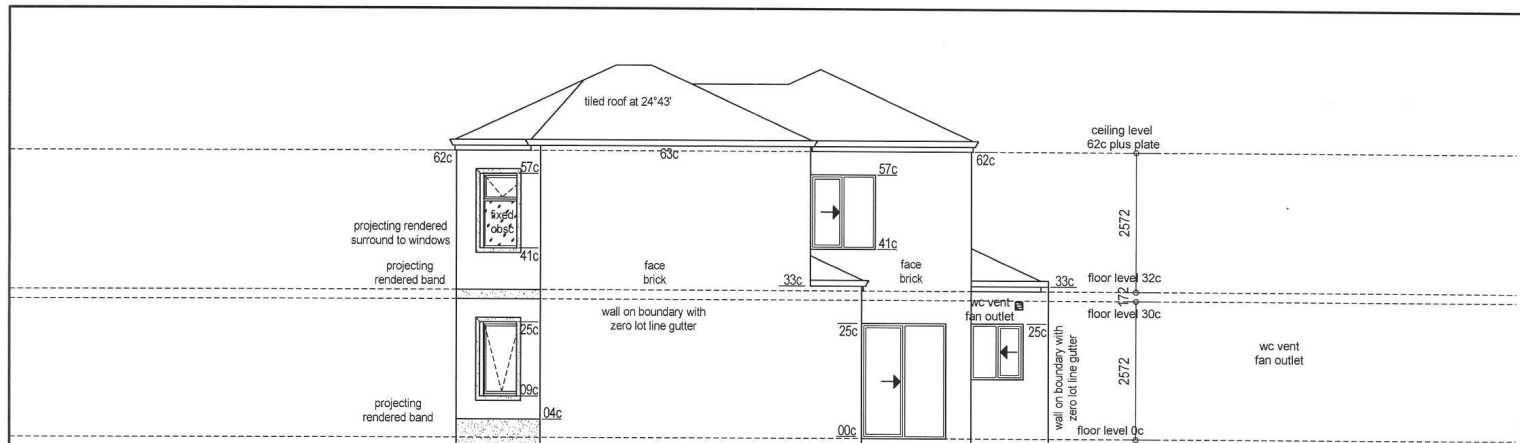 tiled roof at 24°43'
ceiling level
62c plus plate
62c
63c
62c
57c
57c
fixed
obsc
projecting rendered
surround to windows
41c
41c
2572
projecting
rendered band
face
brick
face
brick
33c
33c
floor level 32c
172
wall on boundary with
zero lot line gutter
wc vent
fan outlet
floor level 30c
25c
25c
25c
wall on boundary with
zero lot line gutter
2572
wc vent
fan outlet
09c
projecting
rendered band
04c
00c
floor level 0c